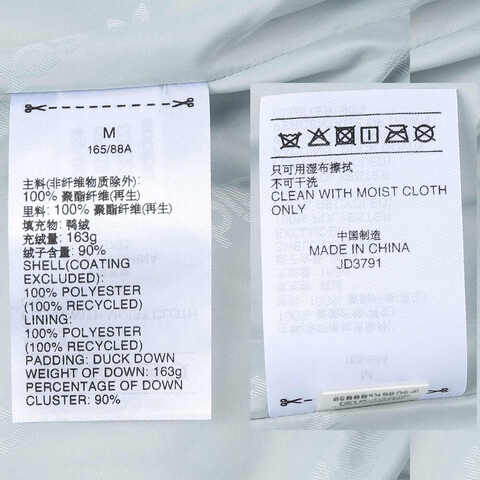 M
165/88A
主料(非纤维物质除外):
100% 聚酯纤维(再生)
里料: 100% 聚酯纤维(再生)
填充物: 鸭绒
充绒量: 163g
绒子含量: 90%
SHELL(COATING
EXCLUDED):
100% POLYESTER
(100% RECYCLED)
LINING:
100% POLYESTER
(100% RECYCLED)
PADDING: DUCK DOWN
WEIGHT OF DOWN: 163g
PERCENTAGE OF DOWN
CLUSTER: 90%
只可用湿布擦拭
不可干洗
CLEAN WITH MOIST CLOTH
ONLY
中国制造
MADE IN CHINA
JD3791